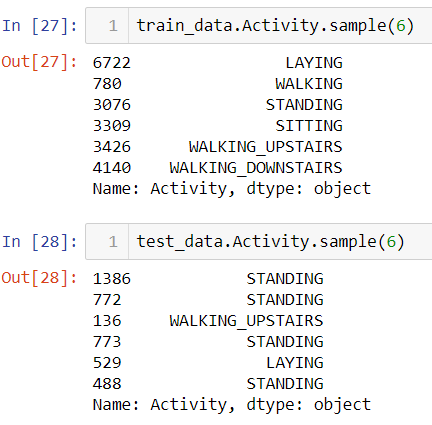 In [27]: 1 train_data.Activity.sample(6)
Out[27]: 6722 LAYING
780 WALKING
3076 STANDING
3309 SITTING
3426 WALKING_UPSTAIRS
4140 WALKING_DOWNSTAIRS
Name: Activity, dtype: object
In [28]: 1 test_data.Activity.sample(6)
Out[28]: 1386 STANDING
772 STANDING
136 WALKING_UPSTAIRS
773 STANDING
529 LAYING
488 STANDING
Name: Activity, dtype: object